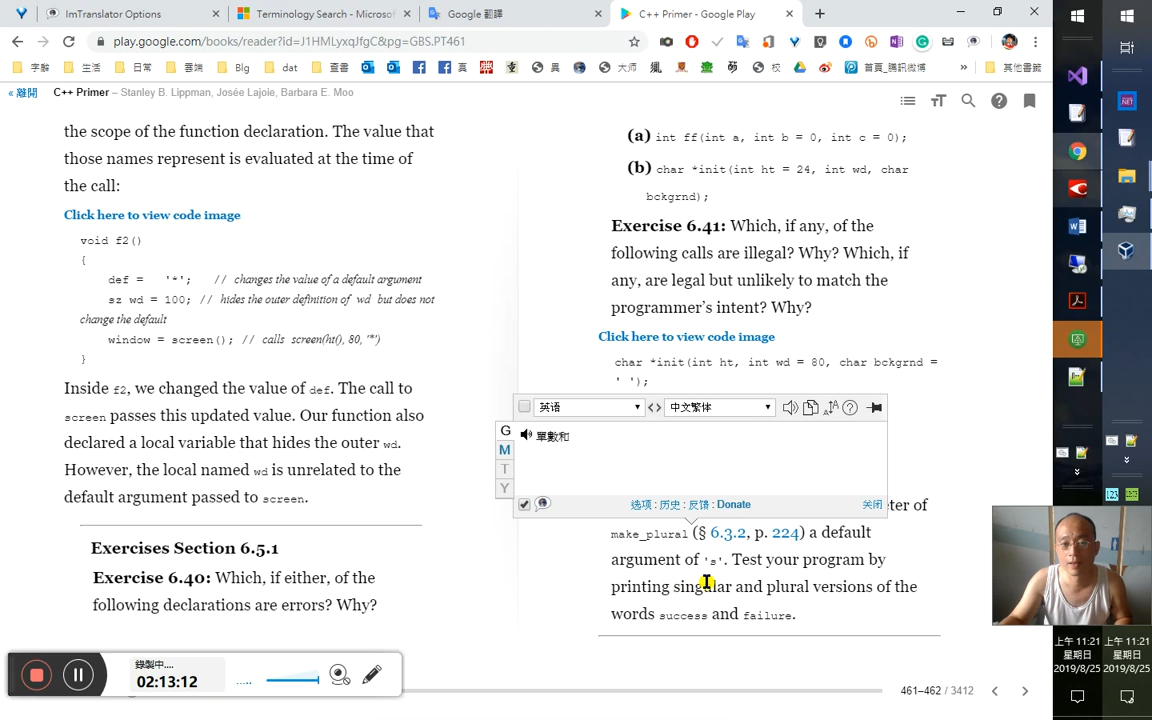 ImTranslator Options
Terminology Search - Microsof
Google 翻譯
C++ Primer - Google Play
play.google.com/books/reader?id=J1HMLyxqJfgC&pg=GBS.PT461
字辭
生活
日常
雲端
Blg
dat
查書
真
異
大师
校
首頁_騰訊微博
»
其他書籤
« 離開
C++ Primer – Stanley B. Lippman, Josée Lajoie, Barbara E. Moo
the scope of the function declaration. The value that
those names represent is evaluated at the time of
the call:
Click here to view code image
void f2()
{
def = '*'; // changes the value of a default argument
sz wd = 100; // hides the outer definition of wd but does not
change the default
window = screen(); // calls screen(ht(), 80, '*')
}
Inside f2, we changed the value of def. The call to
screen passes this updated value. Our function also
declared a local variable that hides the outer wd.
However, the local named wd is unrelated to the
default argument passed to screen.
Exercises Section 6.5.1
Exercise 6.40: Which, if either, of the
following declarations are errors? Why?
(a) int ff(int a, int b = 0, int c = 0);
(b) char *init(int ht = 24, int wd, char
bckgrnd);
Exercise 6.41: Which, if any, of the
following calls are illegal? Why? Which, if
any, are legal but unlikely to match the
programmer's intent? Why?
Click here to view code image
char *init(int ht, int wd = 80, char bckgrnd =
' ');
英语
<>
中文繁体
G
M
T
Y
單數和
选项 : 历史 : 反馈 : Donate
关闭
eter of
make_plural (§ 6.3.2, p. 224) a default
argument of 's'. Test your program by
printing singular and plural versions of the
words success and failure.
461–462 / 3412
錄製中....
02:13:12
上午 11:21
星期日
2019/8/25
上午 11:21
星期日
2019/8/25